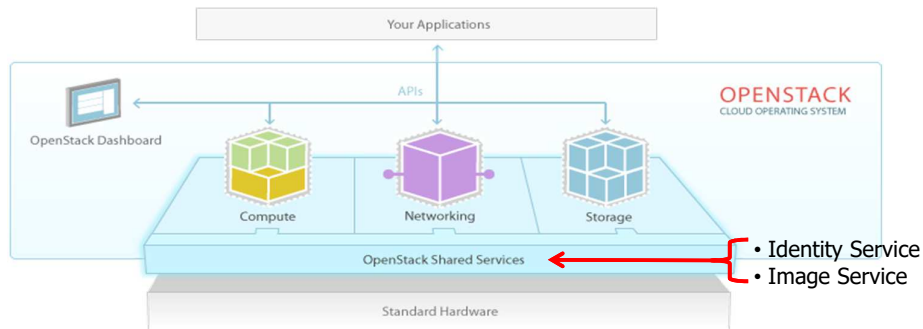 Your Applications
APIs
OPENSTACK
CLOUD OPERATING SYSTEM
OpenStack Dashboard
Compute
Networking
Storage
OpenStack Shared Services
• Identity Service
• Image Service
Standard Hardware